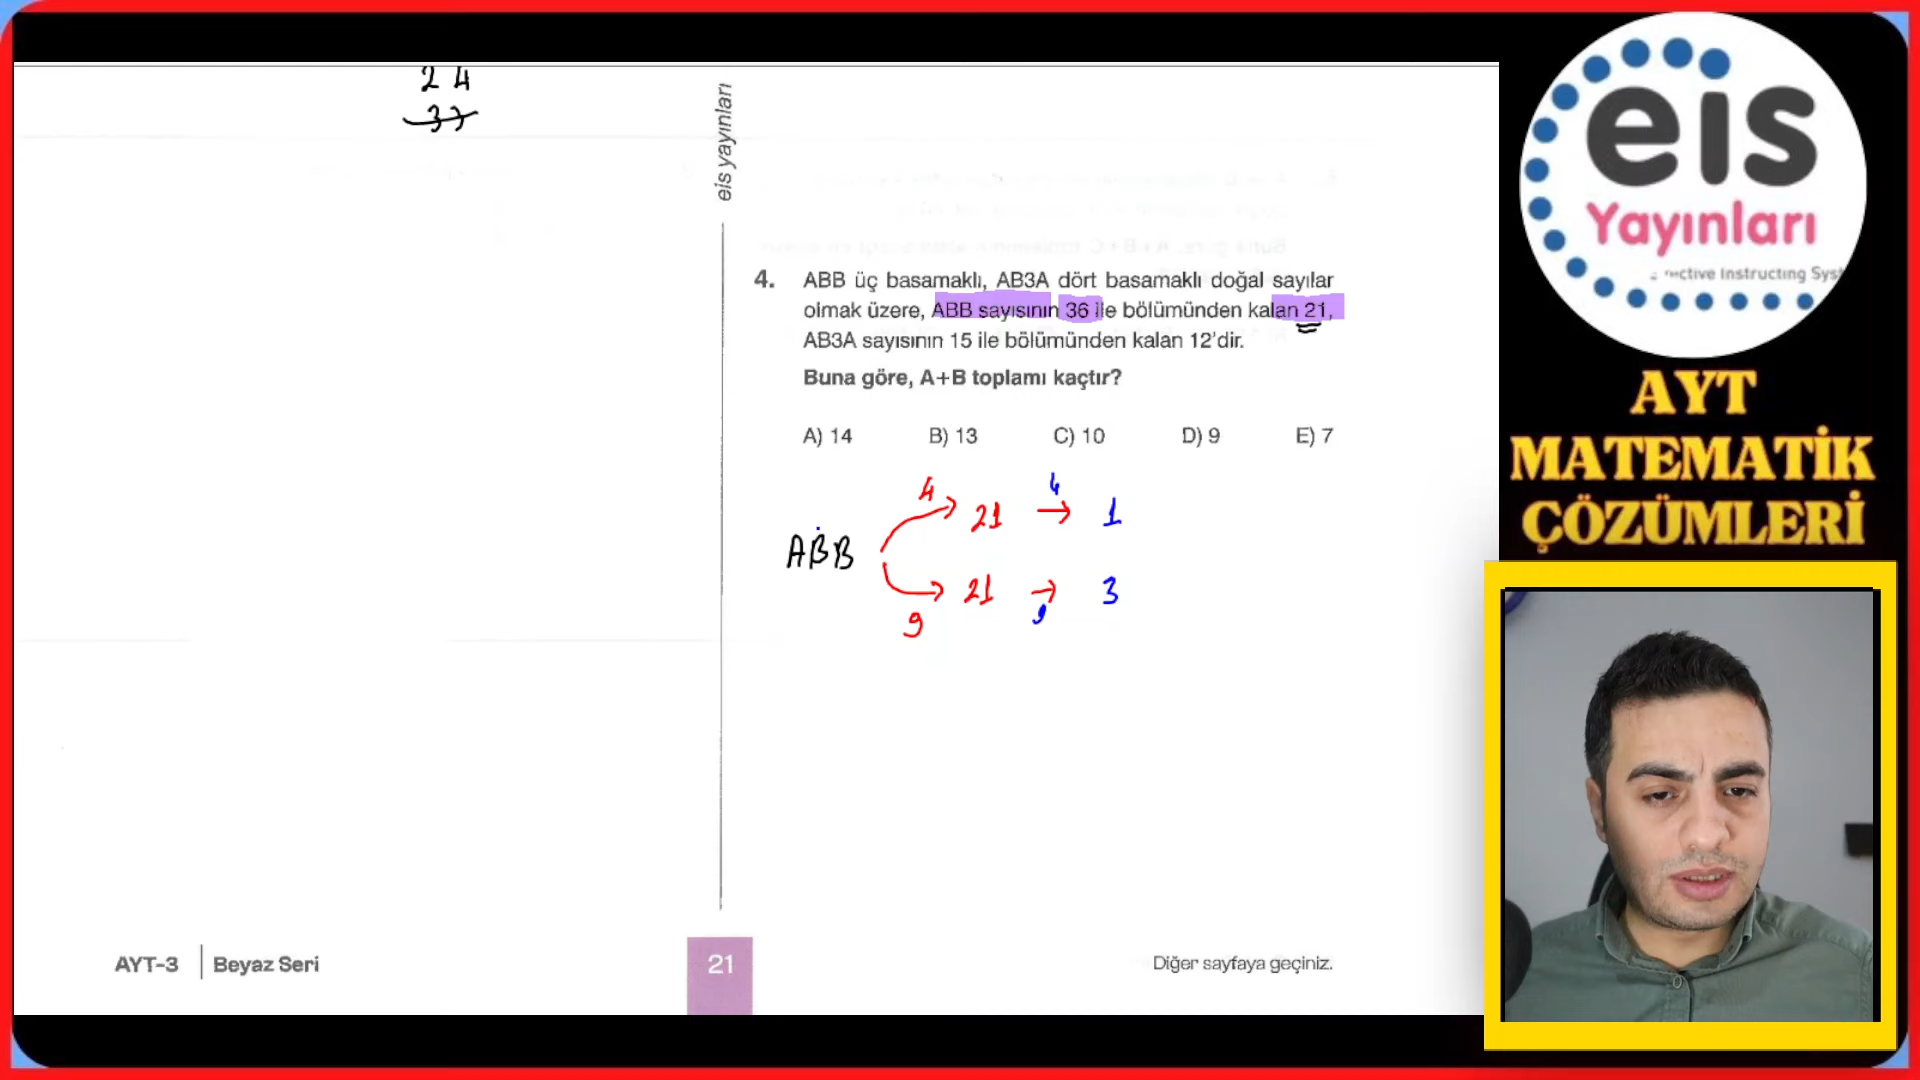 2 4
37
eis yayınları
4. ABB üç basamaklı, AB3A dört basamaklı doğal sayılar
olmak üzere, ABB sayısının 36 ile bölümünden kalan 21,
AB3A sayısının 15 ile bölümünden kalan 12'dir.
Buna göre, A+B toplamı kaçtır?
A) 14 B) 13 C) 10 D) 9 E) 7
4 21 4 1
ABB
9 21 9 3
AYT-3 Beyaz Seri
21
Diğer sayfaya geçiniz.
eis
Yayınları
ective Instructing Syst
AYT
MATEMATİK
ÇÖZÜMLERİ